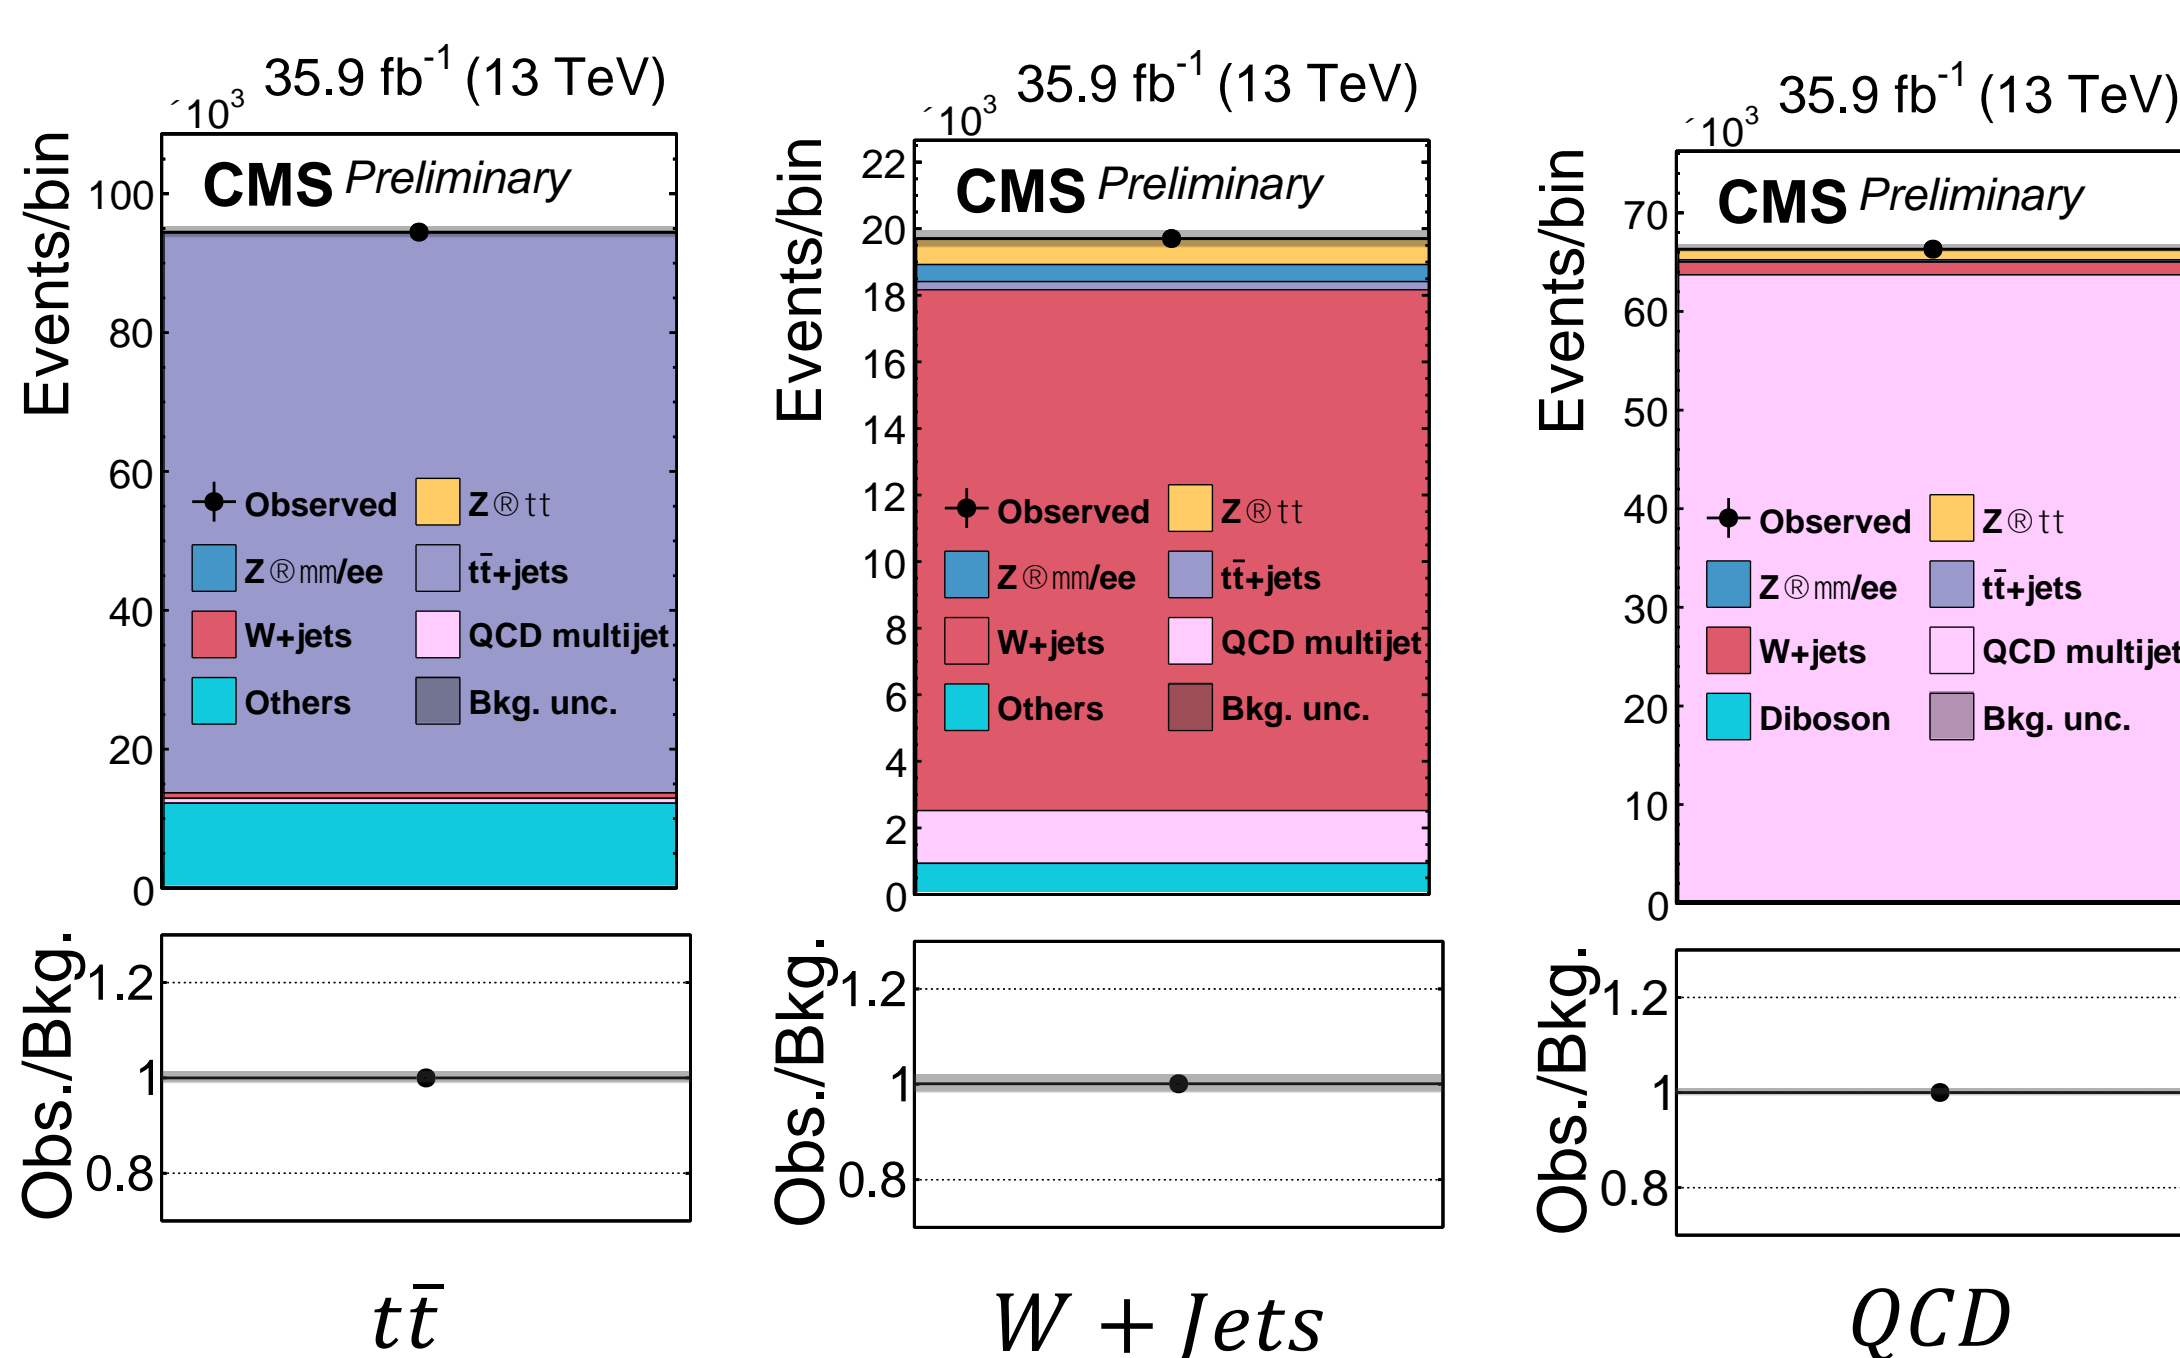 35.9 fb⁻¹ (13 TeV)
´10³
CMS Preliminary
Events/bin
100
80
60
40
20
0
Observed
Z®tt
Z®mm/ee
tt̄+jets
W+jets
QCD multijet
Others
Bkg. unc.
Obs./Bkg.
1.2
1
0.8
tt̄
35.9 fb⁻¹ (13 TeV)
´10³
CMS Preliminary
Events/bin
22
20
18
16
14
12
10
8
6
4
2
0
Observed
Z®tt
Z®mm/ee
tt̄+jets
W+jets
QCD multijet
Others
Bkg. unc.
Obs./Bkg.
1.2
1
0.8
W + Jets
35.9 fb⁻¹ (13 TeV)
´10³
CMS Preliminary
Events/bin
70
60
50
40
30
20
10
0
Observed
Z®tt
Z®mm/ee
tt̄+jets
W+jets
QCD multijet
Diboson
Bkg. unc.
Obs./Bkg.
1.2
1
0.8
QCD